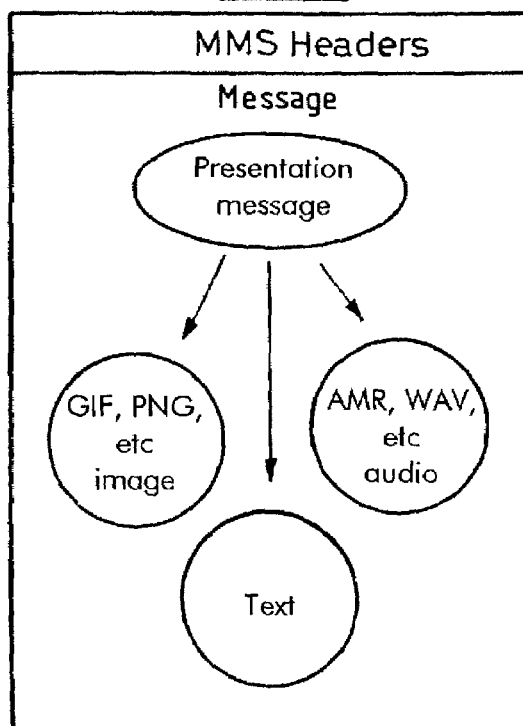 MMS Headers
Message
Presentation
message
GIF, PNG,
etc
image
AMR, WAV,
etc
audio
Text